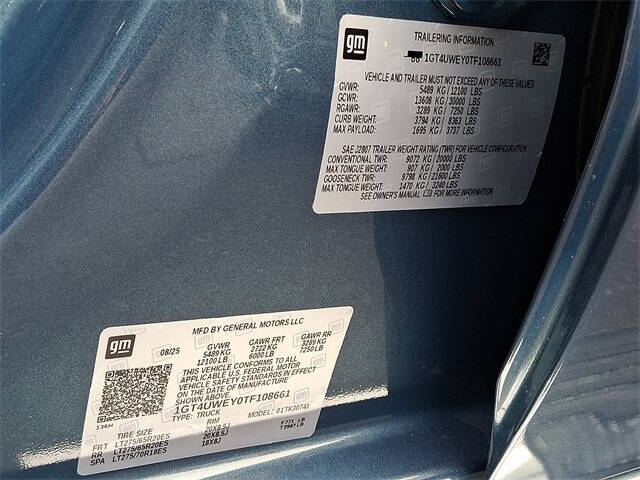 gm
TRAILERING INFORMATION
1GT4UWEY0TF108661
VEHICLE AND TRAILER MUST NOT EXCEED ANY OF THESE VALUES
GVWR: 5489 KG/12100 LBS
GCWR: 13608 KG/30000 LBS
RGAWR: 3289 KG/ 7250 LBS
CURB WEIGHT: 3794 KG/ 8363 LBS
MAX PAYLOAD: 1695 KG/ 3737 LBS
SAE J2807 TRAILER WEIGHT RATING (TWR) FOR VEHICLE CONFIGURATION
CONVENTIONAL TWR: 9072 KG/20000 LBS
MAX TONGUE WEIGHT: 907 KG/ 2000 LBS
GOOSENECK TWR: 9798 KG/21600 LBS
MAX TONGUE WEIGHT: 1470 KG/ 3240 LBS
SEE OWNER'S MANUAL FOR MORE INFORMATION
gm
MFD BY GENERAL MOTORS LLC
08/25 GVWR GAWR FRT GAWR RR
5489 KG 2722 KG 3289 KG
12100 LB 6000 LB 7250 LB
THIS VEHICLE CONFORMS TO ALL
APPLICABLE U.S. FEDERAL MOTOR
VEHICLE SAFETY STANDARDS IN EFFECT
ON THE DATE OF MANUFACTURE
SHOWN ABOVE.
1GT4UWEY0TF108661
TYPE: TRUCK MODEL: 01TK30743
136H
TIRE SIZE RIM
FRT LT275/65R20ES 20X8.5J
RR LT275/65R20ES 20X8.5J
SPA LT275/70R18ES 18X8J